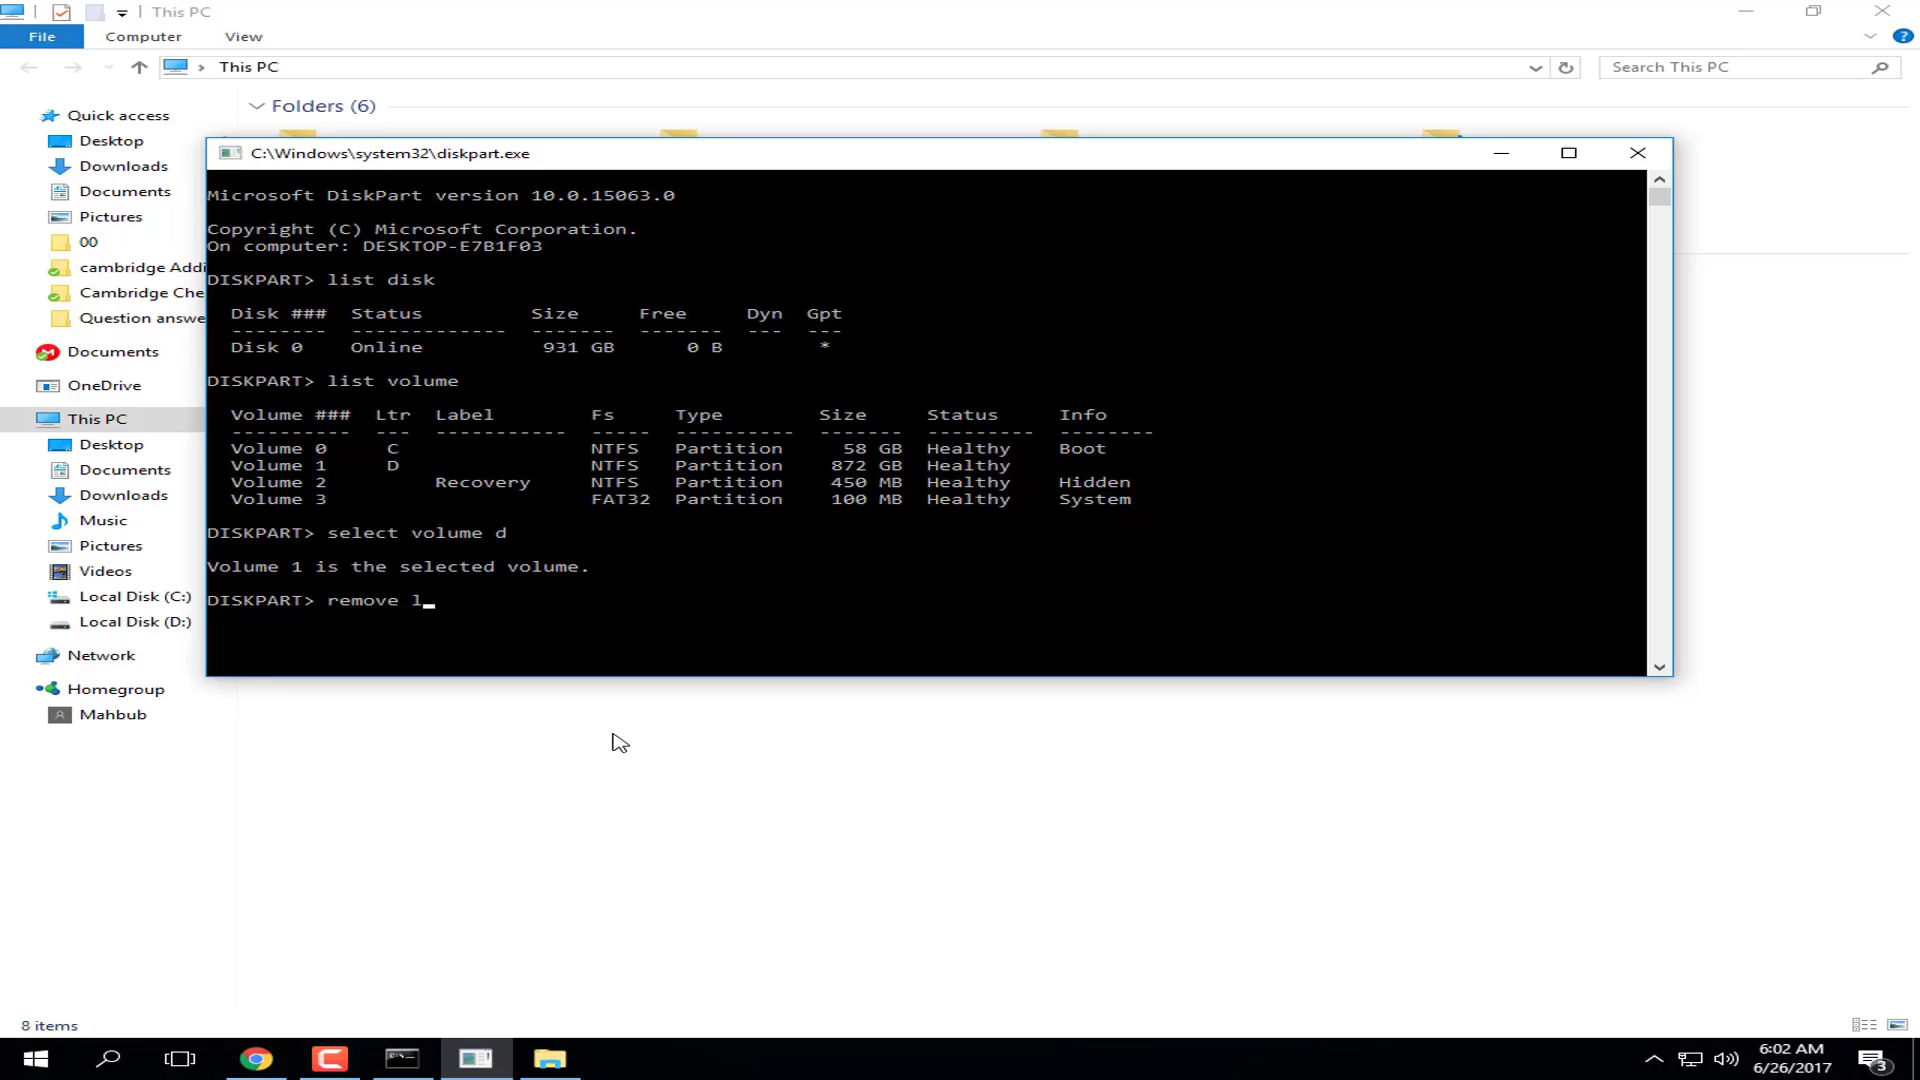 This PC
File Computer View
This PC
Search This PC
Folders (6)
Quick access
Desktop
Downloads
Documents
Pictures
00
cambridge Addi
Cambridge Che
Question answe
Documents
OneDrive
This PC
Desktop
Documents
Downloads
Music
Pictures
Videos
Local Disk (C:)
Local Disk (D:)
Network
Homegroup
Mahbub
C:\Windows\system32\diskpart.exe
Microsoft DiskPart version 10.0.15063.0
Copyright (C) Microsoft Corporation.
On computer: DESKTOP-E7B1F03
DISKPART> list disk
Disk ### Status Size Free Dyn Gpt
-------- ------------- ------- ------- --- ---
Disk 0 Online 931 GB 0 B *
DISKPART> list volume
Volume ### Ltr Label Fs Type Size Status Info
---------- --- ----------- ----- ---------- ------- --------- --------
Volume 0 C NTFS Partition 58 GB Healthy Boot
Volume 1 D NTFS Partition 872 GB Healthy
Volume 2 Recovery NTFS Partition 450 MB Healthy Hidden
Volume 3 FAT32 Partition 100 MB Healthy System
DISKPART> select volume d
Volume 1 is the selected volume.
DISKPART> remove l_
8 items
6:02 AM
6/26/2017
3